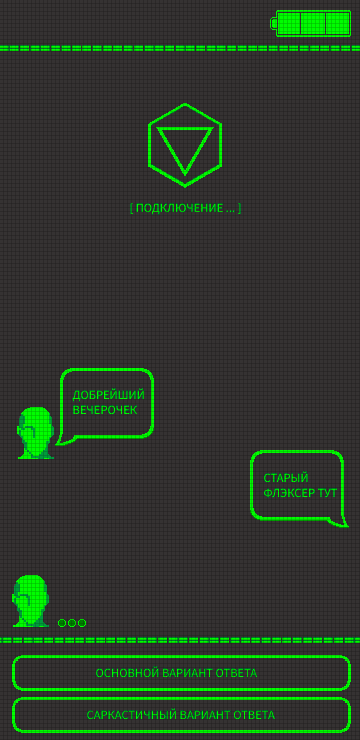 [ ПОДКЛЮЧЕНИЕ ... ]
ДОБРЕЙШИЙ
ВЕЧЕРОЧЕК
СТАРЫЙ
ФЛЭКСЕР ТУТ
ОСНОВНОЙ ВАРИАНТ ОТВЕТА
САРКАСТИЧНЫЙ ВАРИАНТ ОТВЕТА